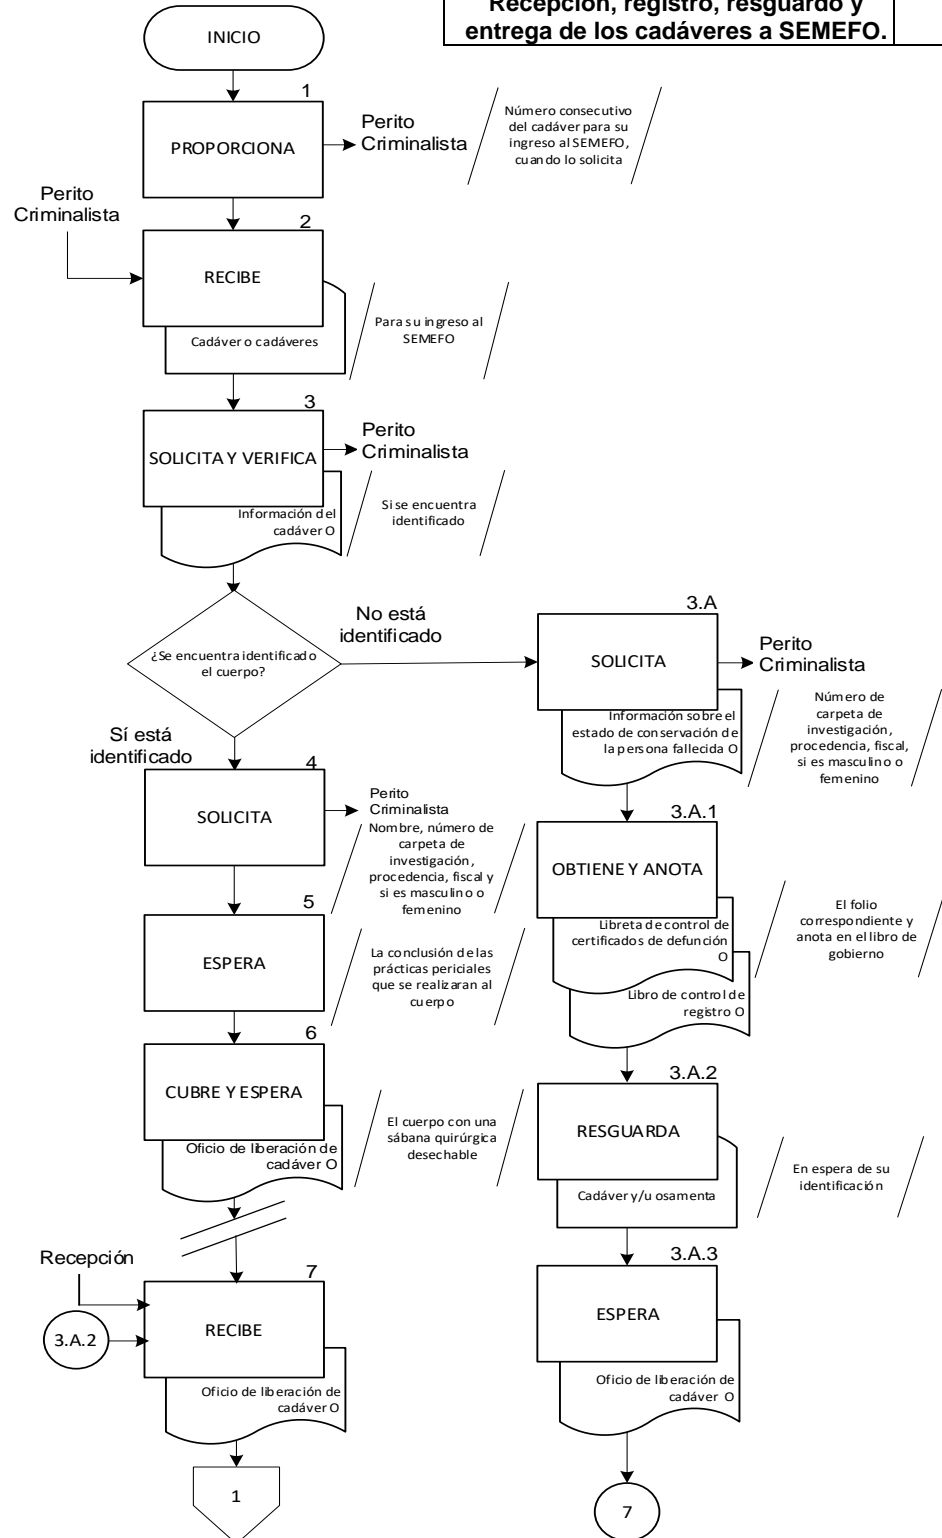 Recepción, registro, resguardo y
entrega de los cadáveres a SEMEFO.
INICIO
1
PROPORCIONA
Perito
Criminalista
Número consecutivo
del cadáver para su
ingreso al SEMEFO,
cuando lo solicita
Perito
Criminalista
2
RECIBE
Cadáver o cadáveres
Para su ingreso al
SEMEFO
3
SOLICITA Y VERIFICA
Perito
Criminalista
Información del
cadáver O
Si se encuentra
identificado
¿Se encuentra identificado
el cuerpo?
No está
identificado
Sí está
identificado
3.A
SOLICITA
Perito
Criminalista
Información sobre el
estado de conservación de
la persona fallecida O
Número de
carpeta de
investigación,
procedencia, fiscal,
si es masculino o
femenino
4
SOLICITA
Perito
Criminalista
Nombre, número de
carpeta de
investigación,
procedencia, fiscal y
si es masculino o
femenino
3.A.1
OBTIENE Y ANOTA
Libreta de control de
certificados de defunción
O
Libro de control de
registro O
El folio
correspondiente y
anota en el libro de
gobierno
5
ESPERA
La conclusión de las
prácticas periciales
que se realizaran al
cuerpo
6
CUBRE Y ESPERA
Oficio de liberación de
cadáver O
El cuerpo con una
sábana quirúrgica
desechable
3.A.2
RESGUARDA
Cadáver y/u osamenta
En espera de su
identificación
Recepción
3.A.2
7
RECIBE
Oficio de liberación de
cadáver O
1
3.A.3
ESPERA
Oficio de liberación de
cadáver O
7